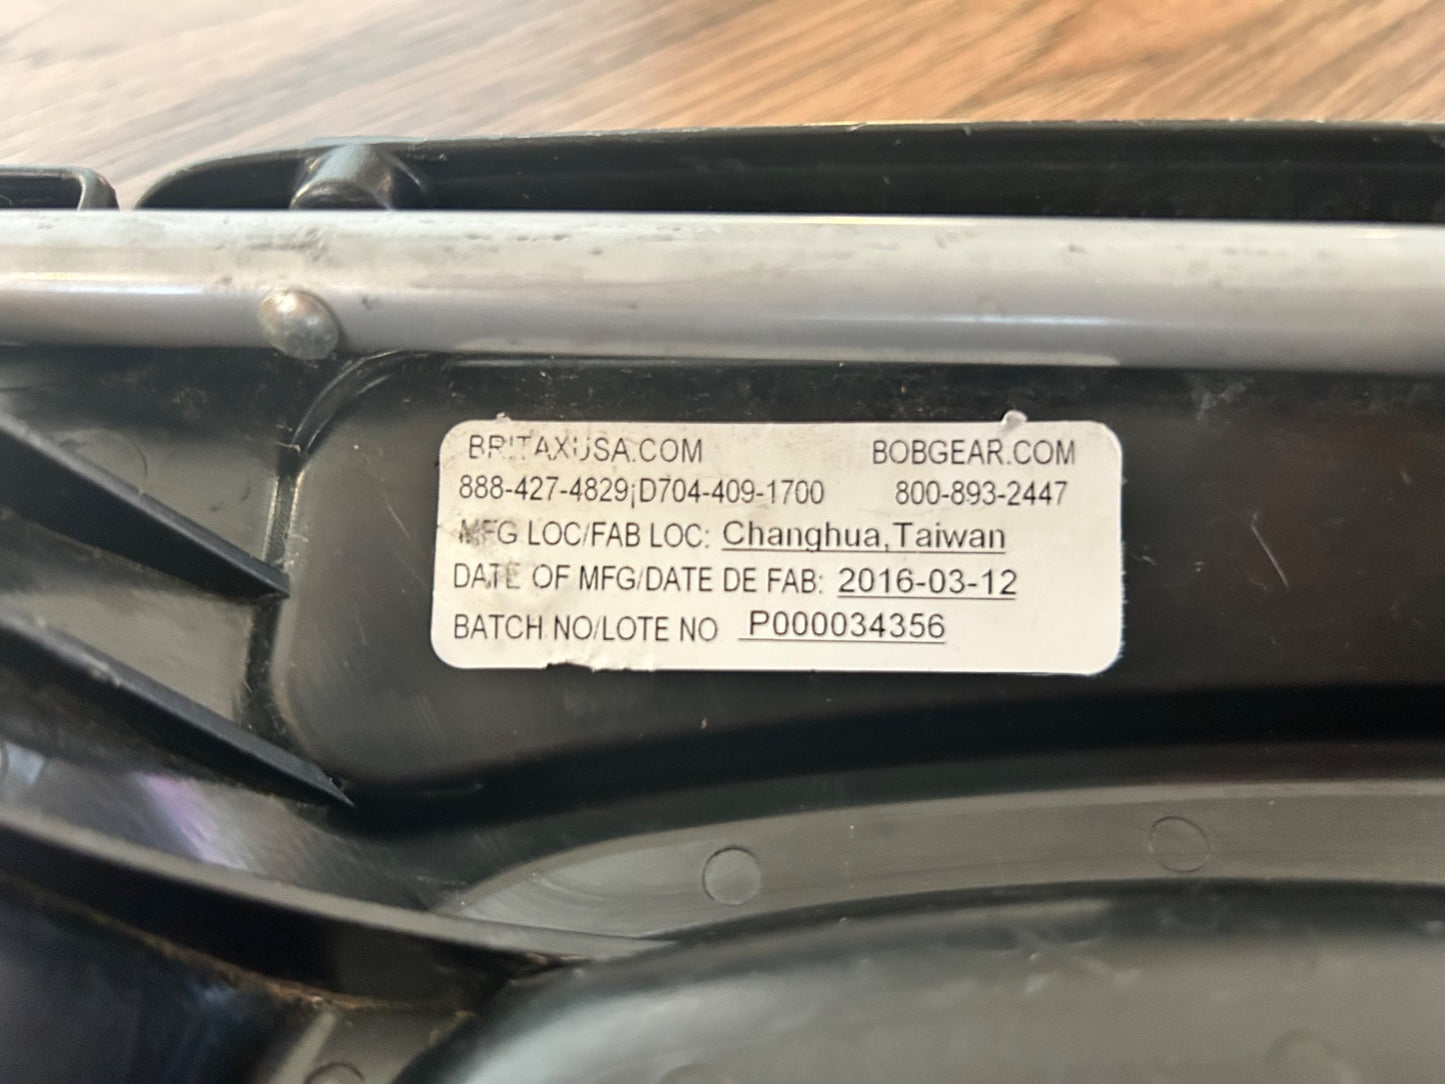 BRITAXUSA.COM BOBGEAR.COM
888-427-4829¡D704-409-1700 800-893-2447
MFG LOC/FAB LOC: Changhua,Taiwan
DATE OF MFG/DATE DE FAB: 2016-03-12
BATCH NO/LOTE NO P000034356